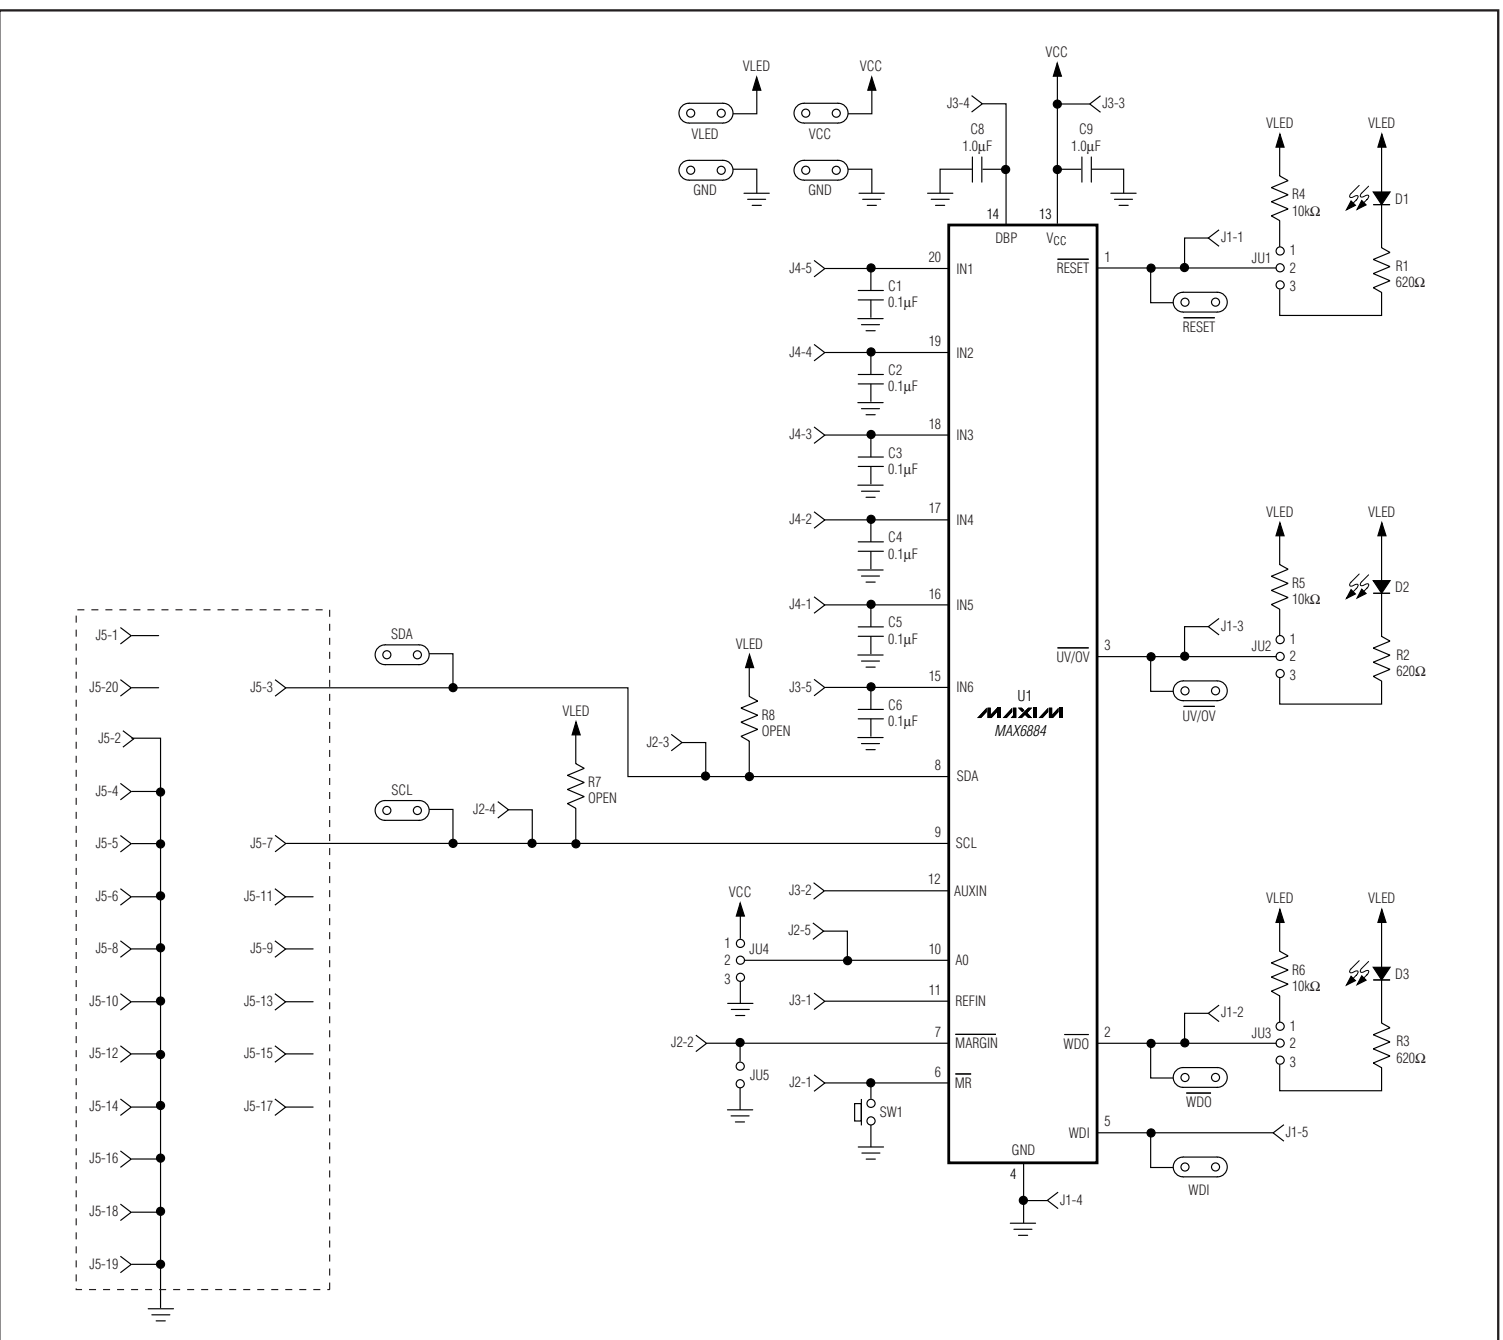 VCC
VLED
VCC
J3-4
J3-3
VLED
VCC
C8
1.0µF
C9
1.0µF
VLED
VLED
GND
GND
R4
10kΩ
D1
14
13
DBP
VCC
J4-5
20
IN1
RESET
1
J1-1
JU1
1
2
3
R1
620Ω
C1
0.1µF
RESET
J4-4
19
IN2
C2
0.1µF
J4-3
18
IN3
C3
0.1µF
J4-2
17
IN4
C4
0.1µF
VLED
VLED
R5
10kΩ
D2
J4-1
16
IN5
C5
0.1µF
J1-3
UV/OV
3
JU2
1
2
3
R2
620Ω
UV/OV
J5-1
SDA
VLED
J5-20
J5-3
J3-5
15
IN6
C6
0.1µF
U1
MAXIM
MAX6884
VLED
R8
OPEN
J5-2
J2-3
8
SDA
R7
OPEN
J5-4
SCL
J2-4
J5-5
J5-7
9
SCL
J5-6
J5-11
VCC
J3-2
12
AUXIN
VLED
VLED
J5-8
J5-9
1
2
3
JU4
J2-5
10
A0
R6
10kΩ
D3
J5-10
J5-13
J3-1
11
REFIN
J1-2
J5-12
J5-15
J2-2
7
MARGIN
WDO
2
JU3
1
2
3
R3
620Ω
JU5
J2-1
6
MR
WDO
J5-14
J5-17
SW1
WDI
5
J1-5
J5-16
GND
4
WDI
J5-18
J1-4
J5-19